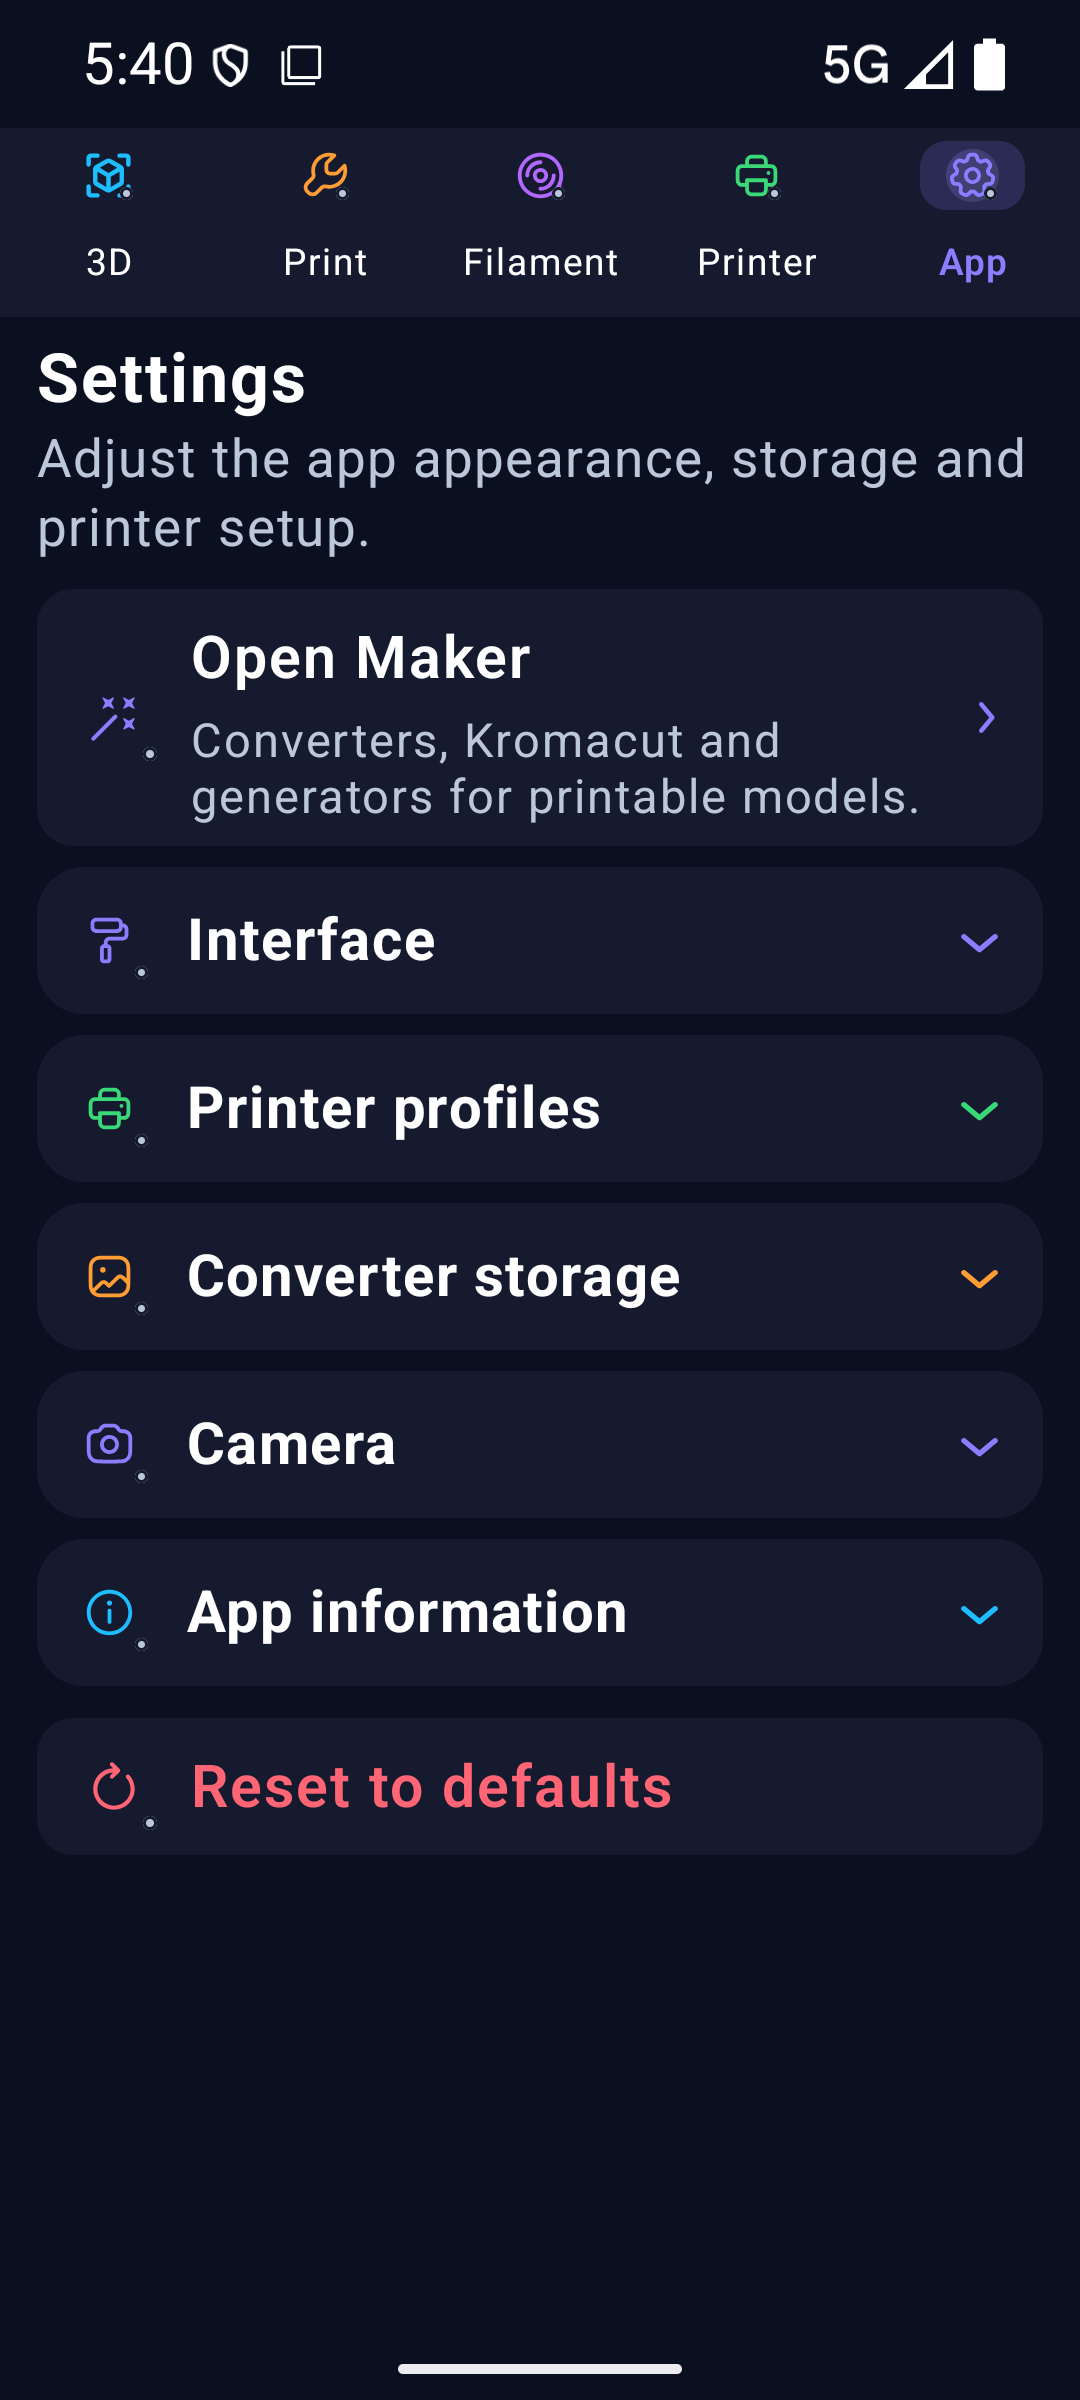 5:40
5G
3D
Print
Filament
Printer
App
Settings
Adjust the app appearance, storage and
printer setup.
Open Maker
Converters, Kromacut and
generators for printable models.
Interface
Printer profiles
Converter storage
Camera
App information
Reset to defaults